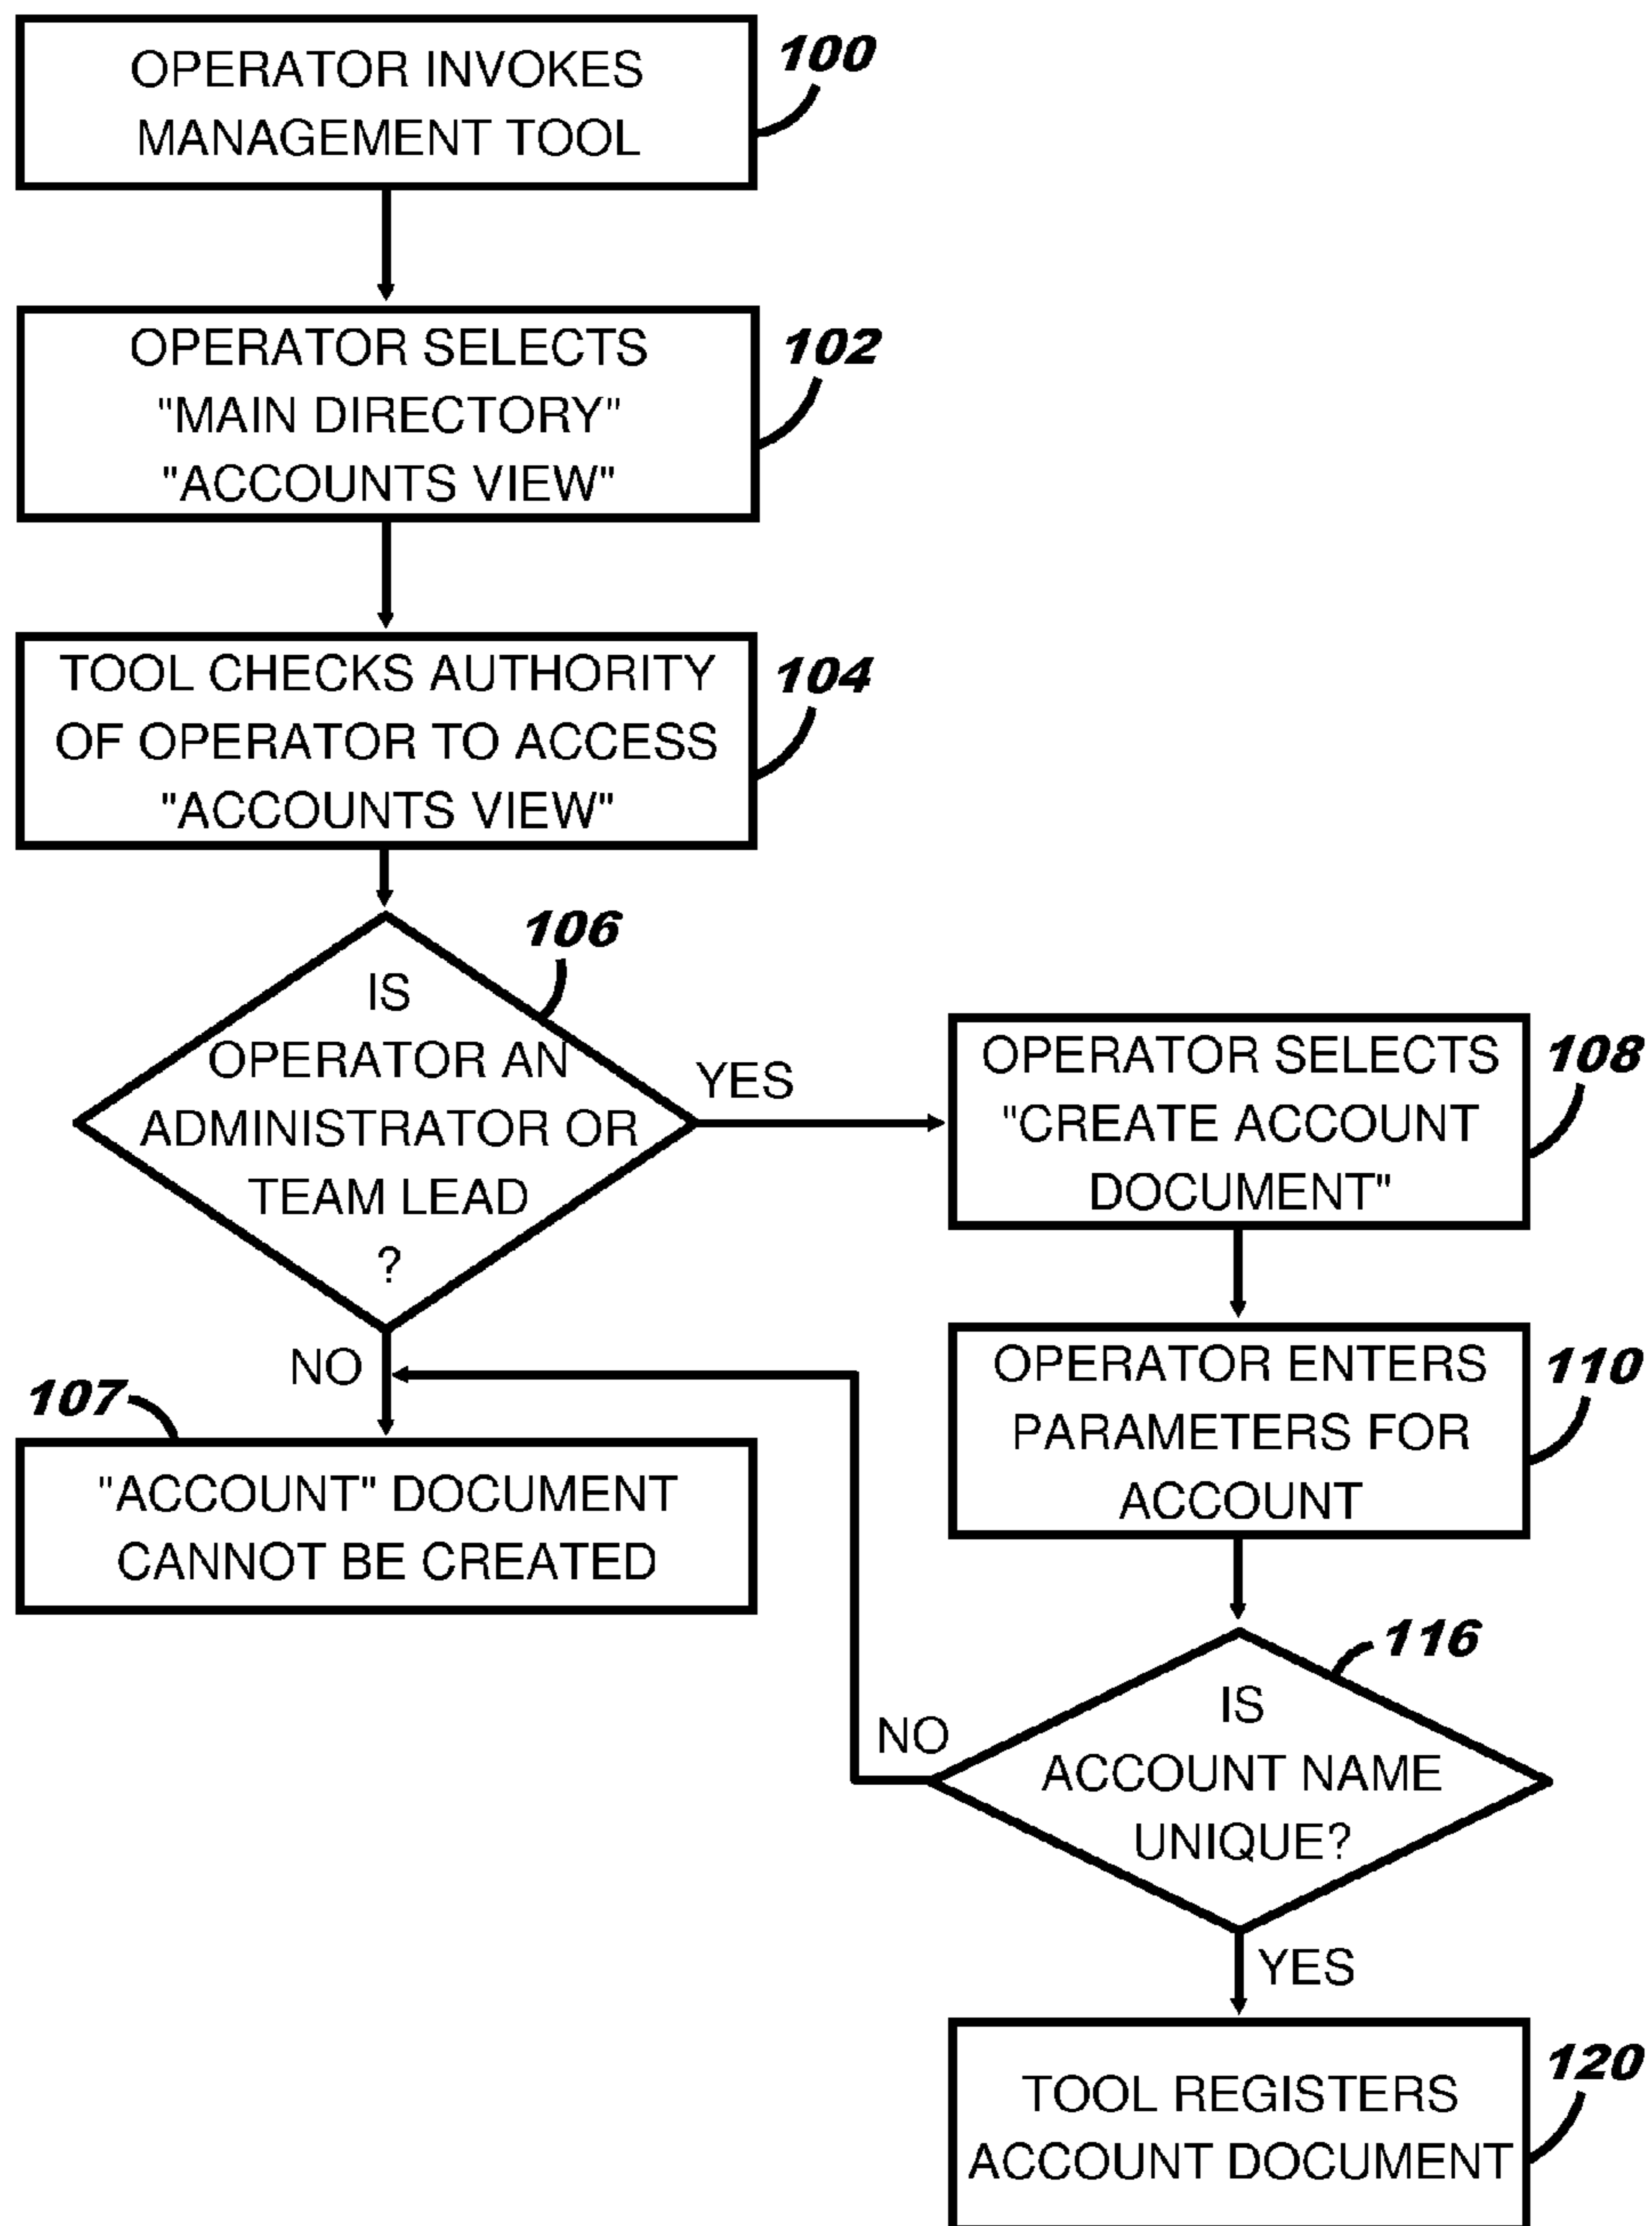 OPERATOR INVOKES
MANAGEMENT TOOL
100
OPERATOR SELECTS
"MAIN DIRECTORY"
"ACCOUNTS VIEW"
102
TOOL CHECKS AUTHORITY
OF OPERATOR TO ACCESS
"ACCOUNTS VIEW"
104
106
IS
OPERATOR AN
ADMINISTRATOR OR
TEAM LEAD
?
YES
NO
107
"ACCOUNT" DOCUMENT
CANNOT BE CREATED
OPERATOR SELECTS
"CREATE ACCOUNT
DOCUMENT"
108
OPERATOR ENTERS
PARAMETERS FOR
ACCOUNT
110
116
IS
ACCOUNT NAME
UNIQUE?
NO
YES
TOOL REGISTERS
ACCOUNT DOCUMENT
120